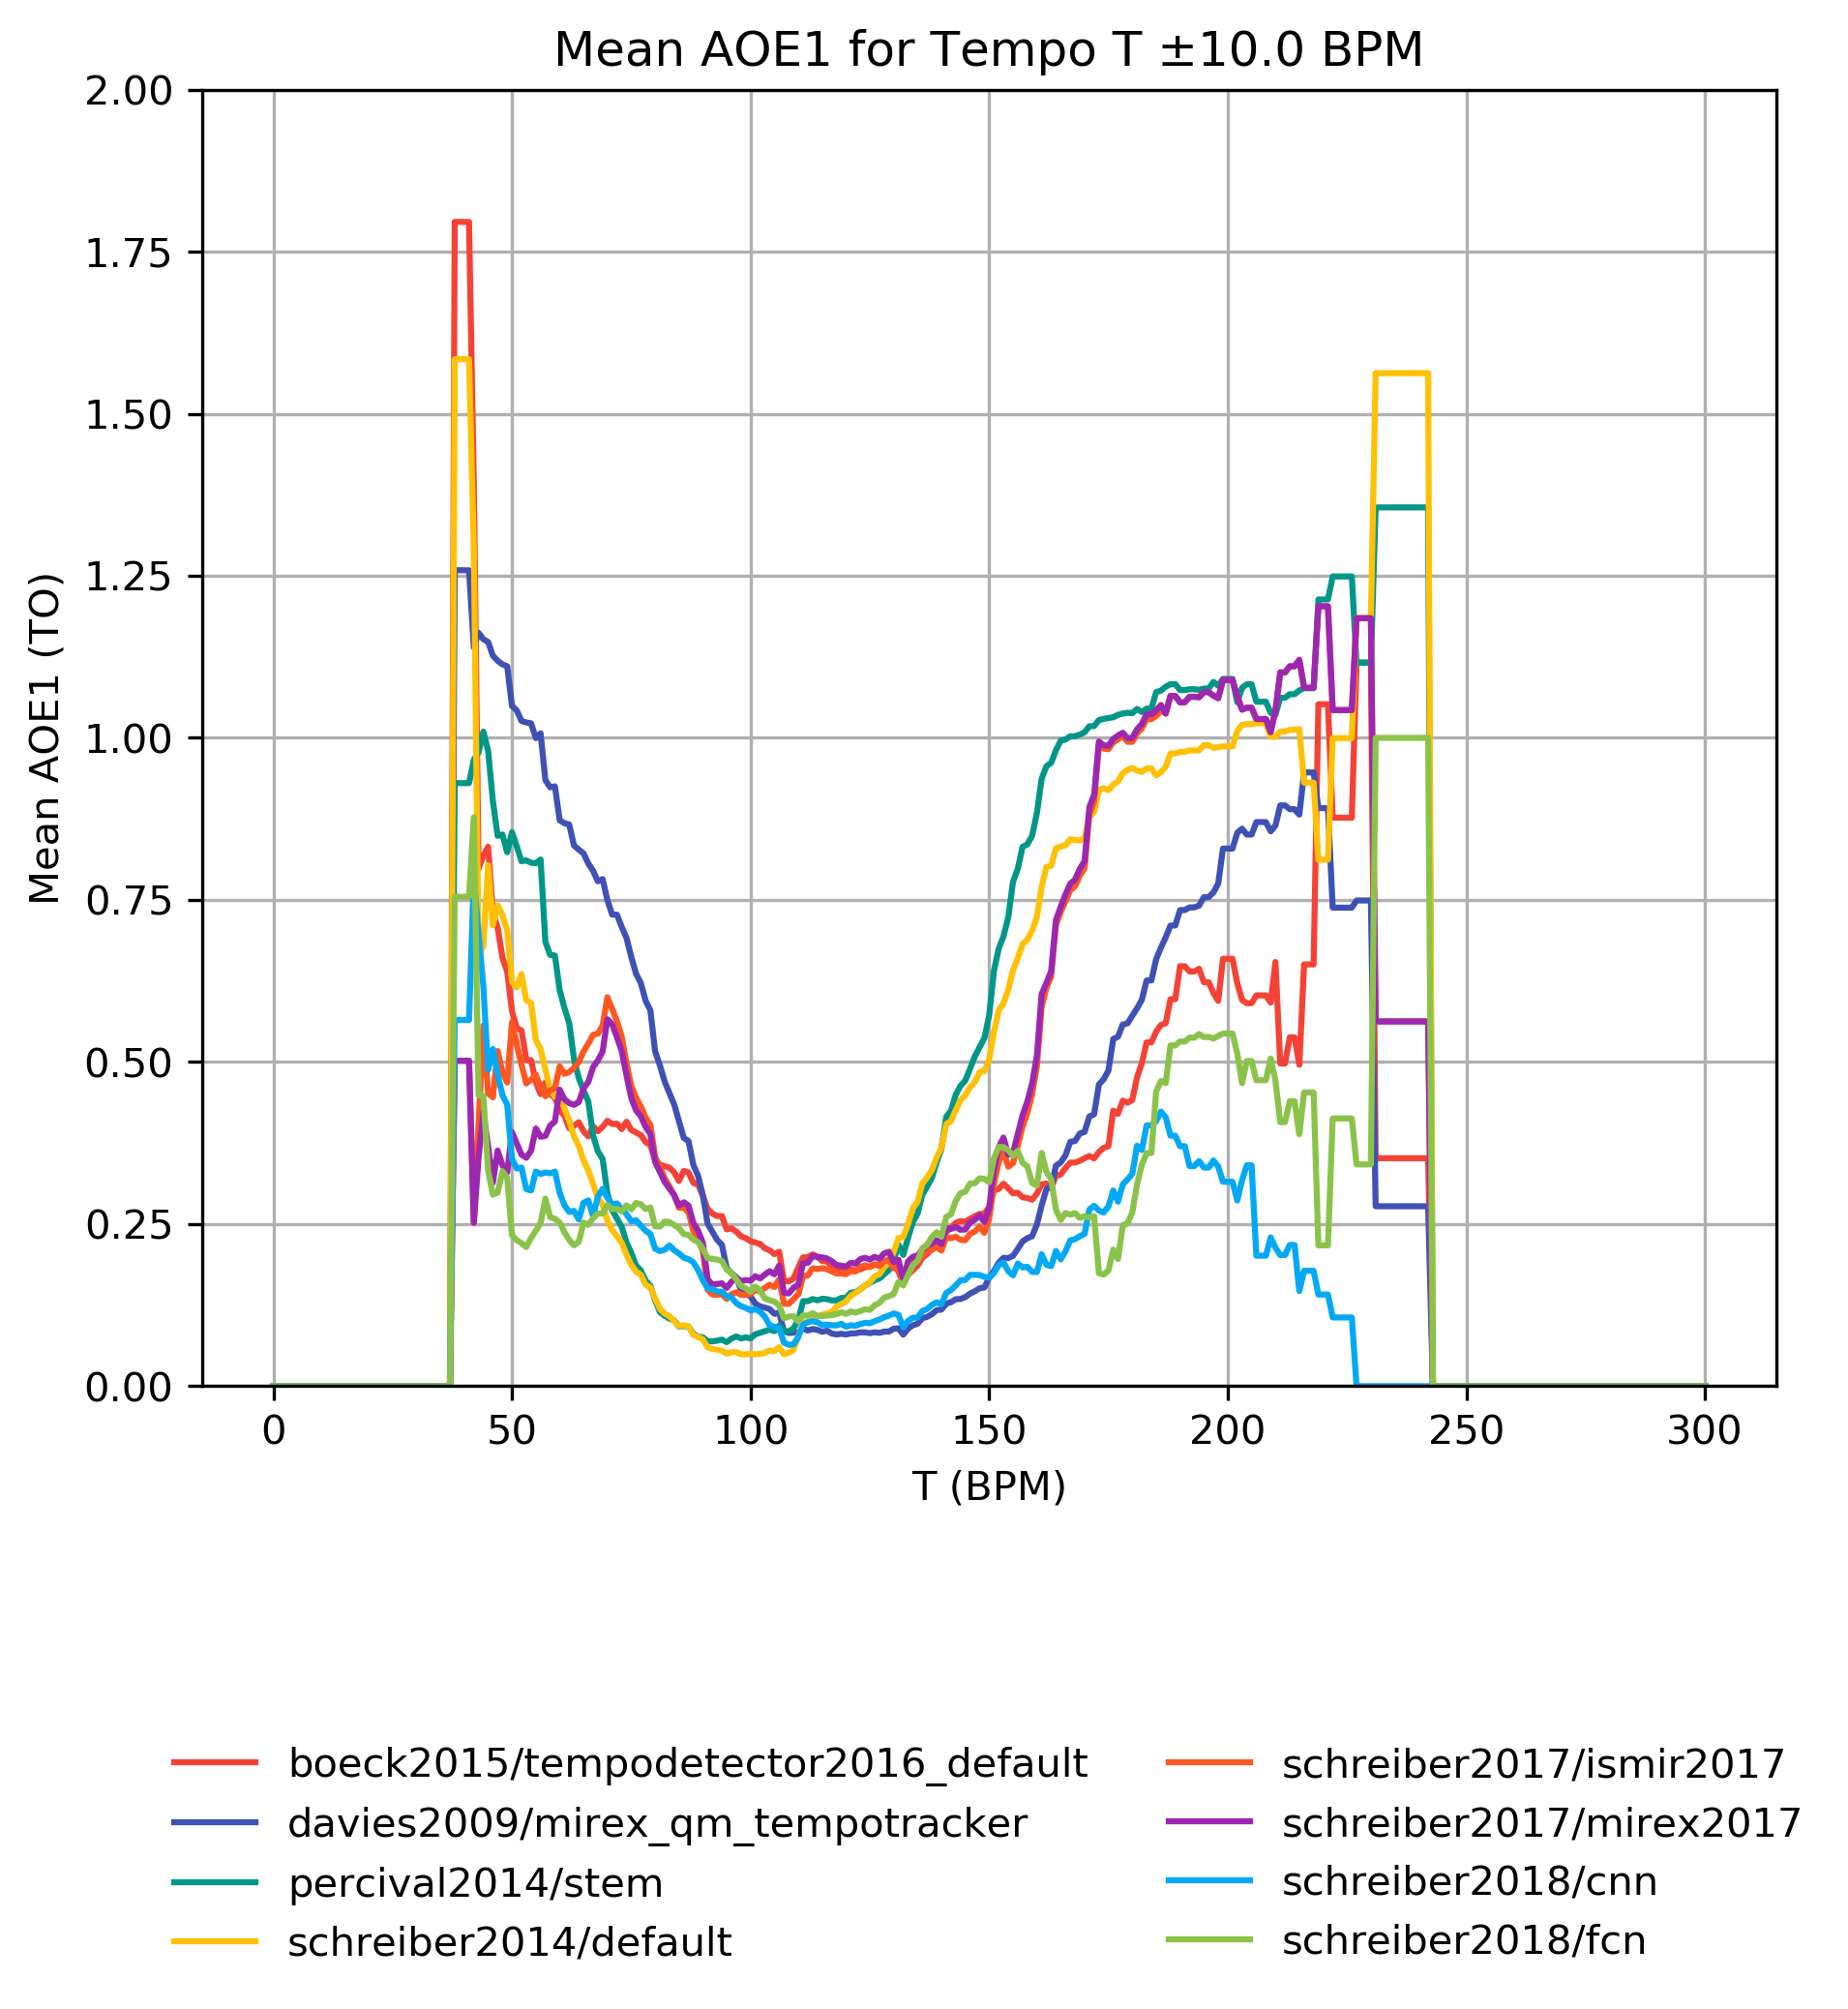 Mean AOE1 for Tempo T ±10.0 BPM
2.00
1.75
1.50
1.25
1.00
0.75
0.50
0.25
0.00
Mean AOE1 (TO)
0 50 100 150 200 250 300
T (BPM)
boeck2015/tempodetector2016_default
davies2009/mirex_qm_tempotracker
percival2014/stem
schreiber2014/default
schreiber2017/ismir2017
schreiber2017/mirex2017
schreiber2018/cnn
schreiber2018/fcn